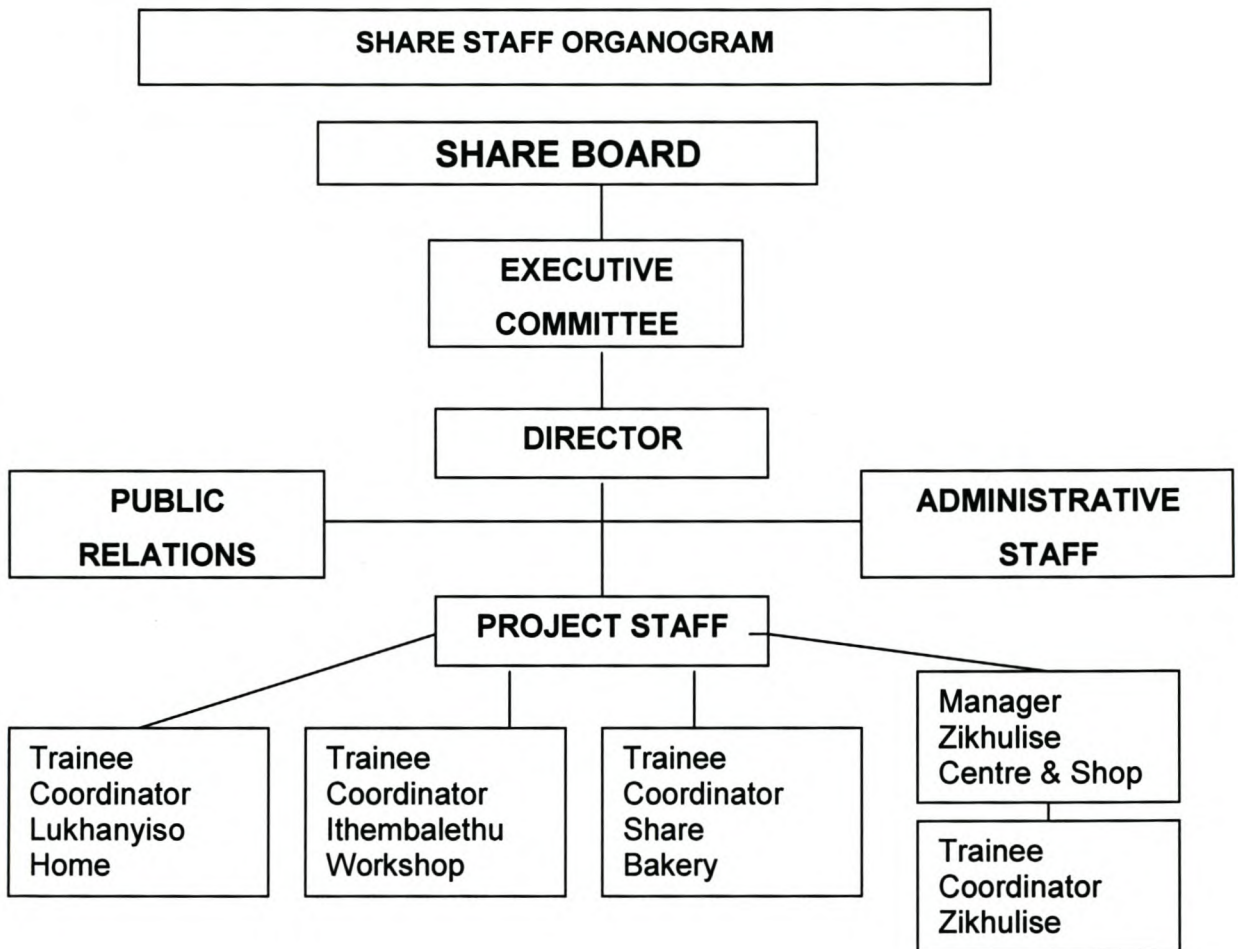 SHARE STAFF ORGANOGRAM
SHARE BOARD
EXECUTIVE
COMMITTEE
DIRECTOR
PUBLIC
RELATIONS
ADMINISTRATIVE
STAFF
PROJECT STAFF
Trainee
Coordinator
Lukhanyiso
Home
Trainee
Coordinator
Ithembalethu
Workshop
Trainee
Coordinator
Share
Bakery
Manager
Zikhulise
Centre & Shop
Trainee
Coordinator
Zikhulise